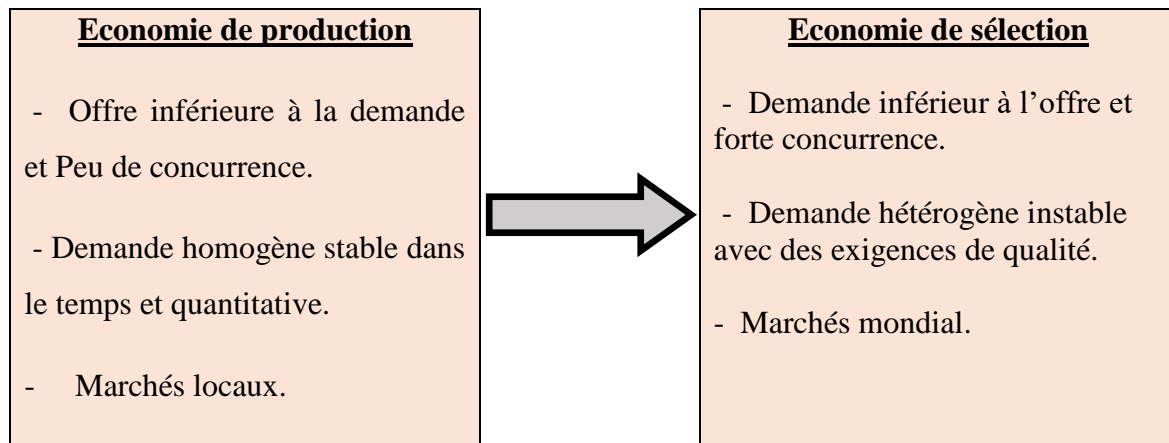 Economie de production
- Offre inférieure à la demande
et Peu de concurrence.
- Demande homogène stable dans
le temps et quantitative.
- Marchés locaux.
Economie de sélection
- Demande inférieur à l’offre et
forte concurrence.
- Demande hétérogène instable
avec des exigences de qualité.
- Marchés mondial.